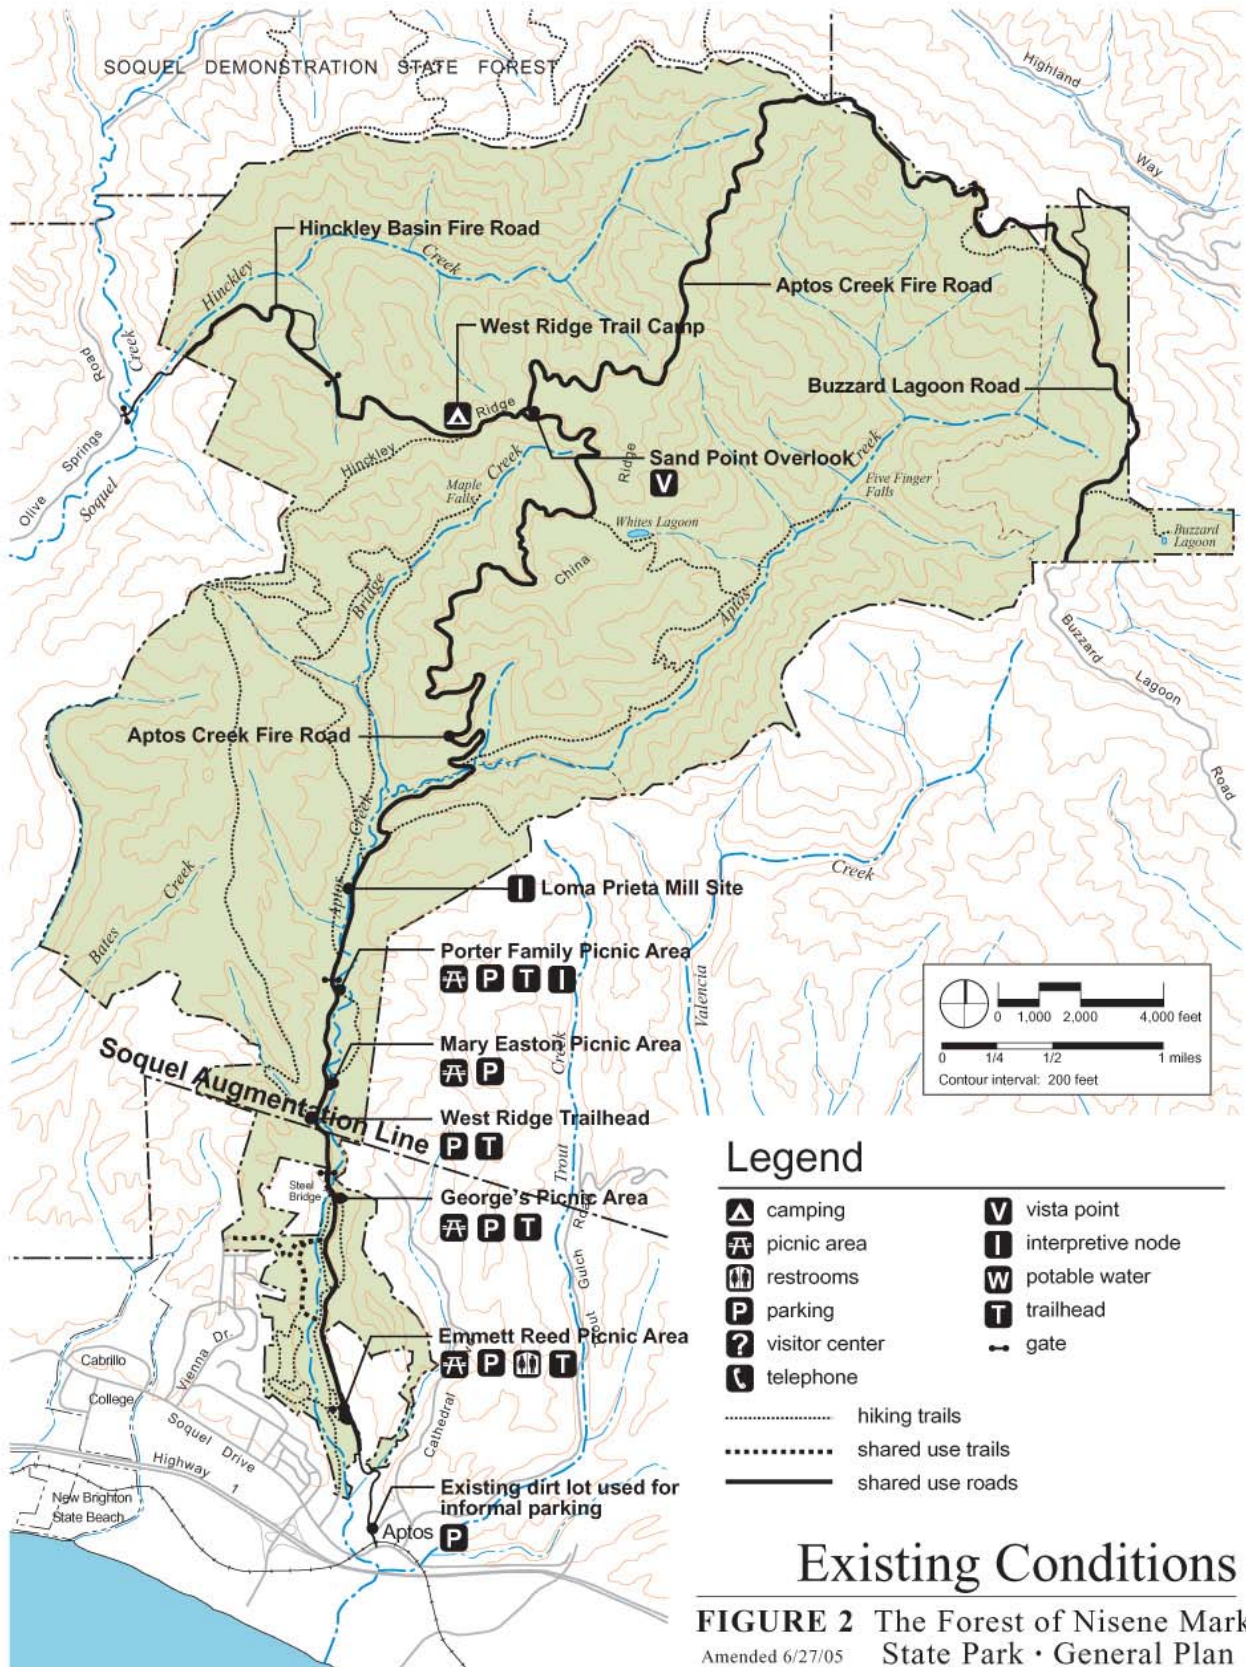 SOQUEL DEMONSTRATION STATE FOREST
Highland
Way
Hinckley Basin Fire Road
Creek
Hinckley
Aptos Creek Fire Road
West Ridge Trail Camp
Road
Creek
Buzzard Lagoon Road
Ridge
Hinckley
Creek
Ridge
Sand Point Overlook
Creek
V
Springs
Olive
Soquel
Maple
Falls
Five Finger
Falls
Whites Lagoon
Buzzard
Lagoon
China
Bridge
Aptos
Buzzard
Lagoon
Road
Aptos Creek Fire Road
Creek
Creek
Aptos
I Loma Prieta Mill Site
Creek
Bates
Porter Family Picnic Area
P T I
Valencia
0 1,000 2,000 4,000 feet
0 1/4 1/2 1 miles
Contour interval: 200 feet
Soquel Augmentation Line
Mary Easton Picnic Area
P
Creek
West Ridge Trailhead
P T
Trout
Steel
Bridge
George's Picnic Area
P T
Road
Gulch
Trout
Emmett Reed Picnic Area
P T
Vienna Dr.
Cabrillo
College
Soquel Drive
Highway 1
Cathedral
New Brighton
State Beach
Existing dirt lot used for
informal parking
Aptos P
Legend
camping
picnic area
restrooms
P parking
? visitor center
telephone
V vista point
I interpretive node
W potable water
T trailhead
gate
hiking trails
shared use trails
shared use roads
Existing Conditions
FIGURE 2 The Forest of Nisene Mark
Amended 6/27/05 State Park · General Plan